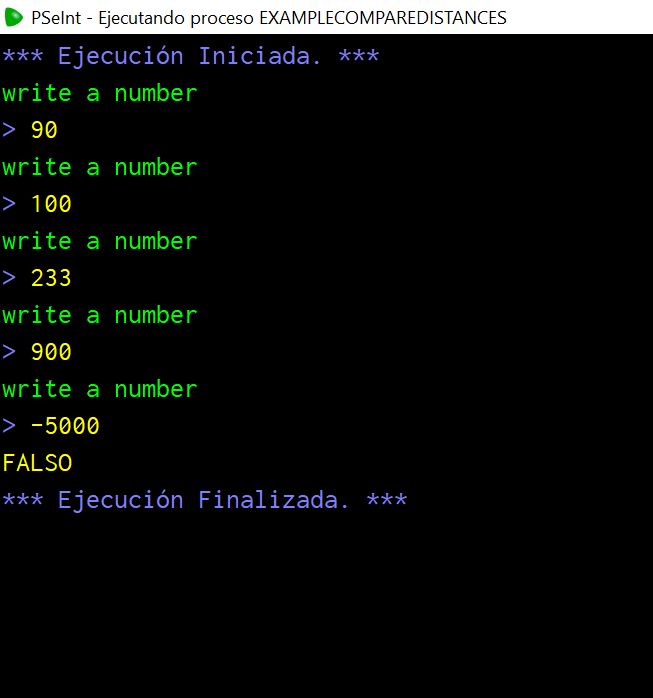 PSeInt - Ejecutando proceso EXAMPLECOMPAREDISTANCES
*** Ejecución Iniciada. ***
write a number
> 90
write a number
> 100
write a number
> 233
write a number
> 900
write a number
> -5000
FALSO
*** Ejecución Finalizada. ***